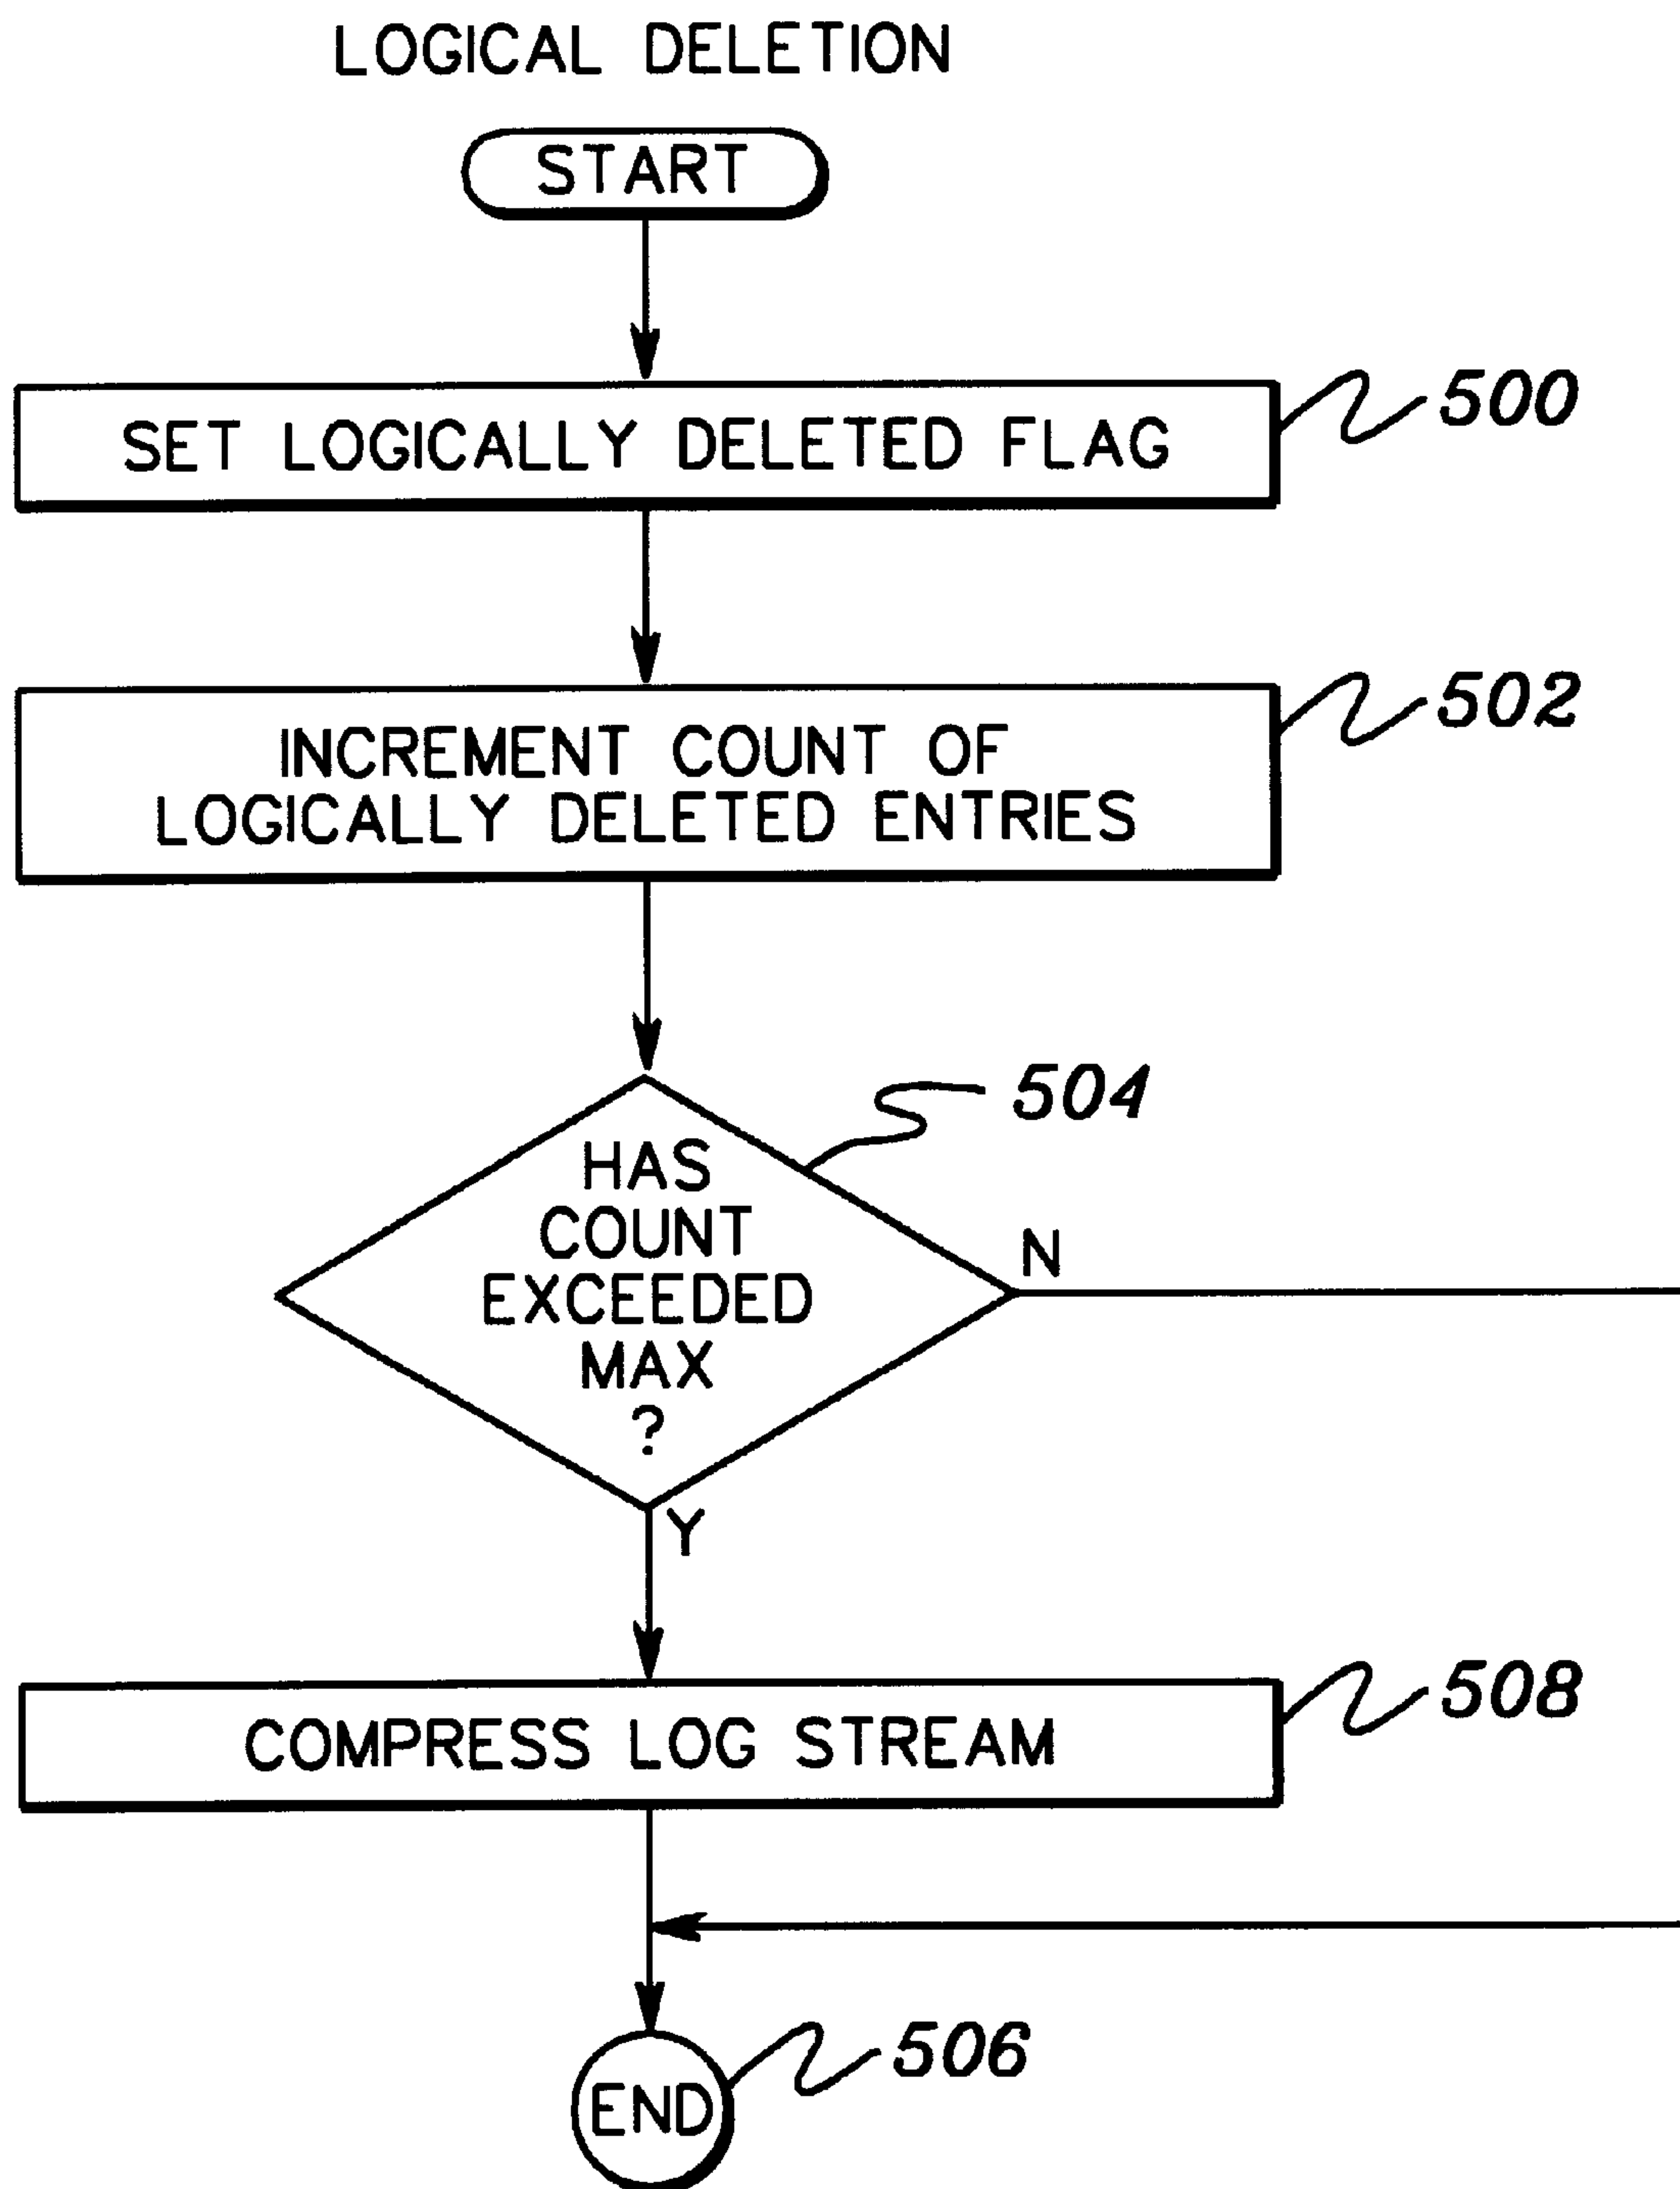 LOGICAL DELETION
START
SET LOGICALLY DELETED FLAG
500
INCREMENT COUNT OF
LOGICALLY DELETED ENTRIES
502
504
HAS
COUNT
EXCEEDED
MAX
?
N
Y
COMPRESS LOG STREAM
508
END
506